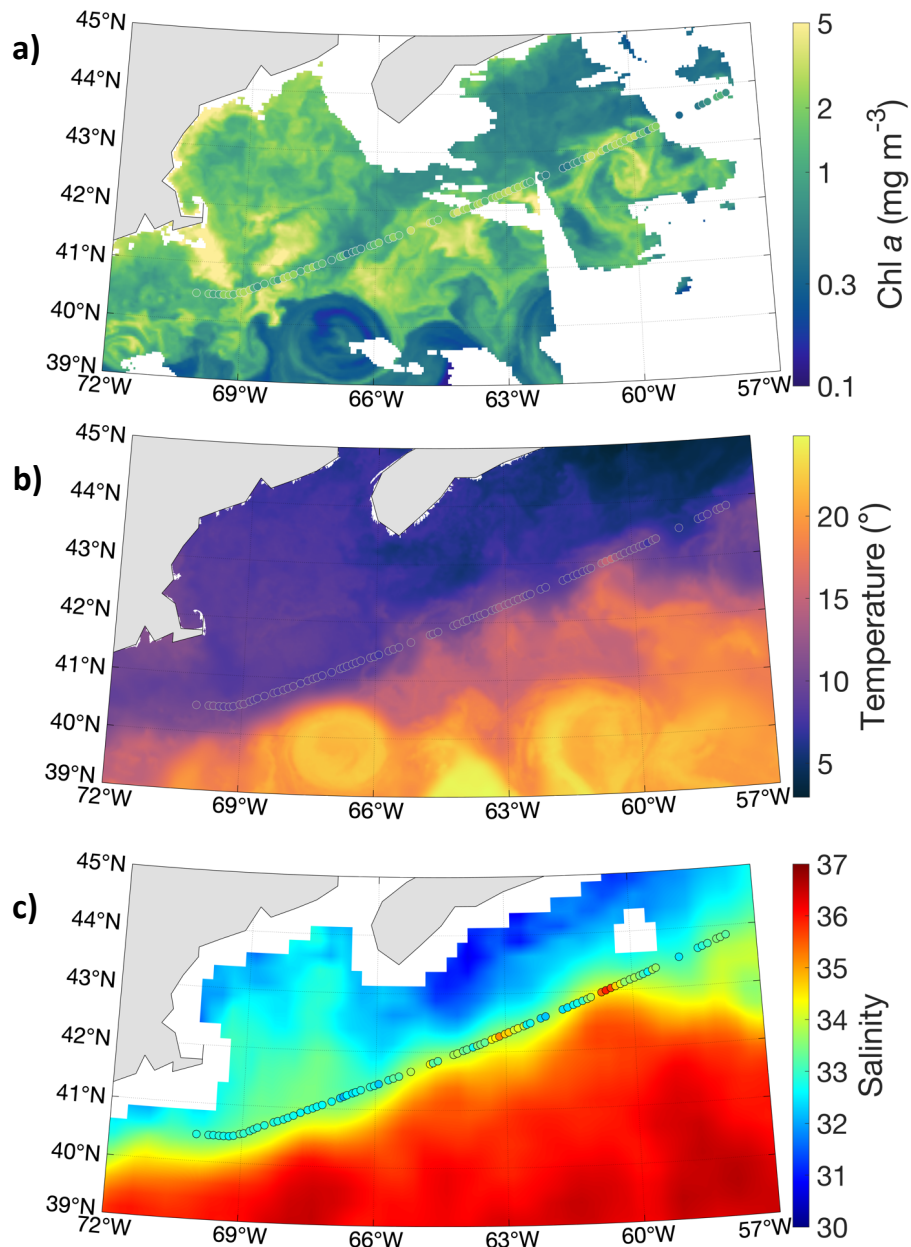 a)
45°N
44°N
43°N
42°N
41°N
40°N
39°N
72°W
69°W
66°W
63°W
60°W
57°W
5
2
1
0.3
0.1
Chl a (mg m⁻³)
b)
45°N
44°N
43°N
42°N
41°N
40°N
39°N
72°W
69°W
66°W
63°W
60°W
57°W
20
15
10
5
Temperature (°)
c)
45°N
44°N
43°N
42°N
41°N
40°N
39°N
72°W
69°W
66°W
63°W
60°W
57°W
37
36
35
34
33
32
31
30
Salinity